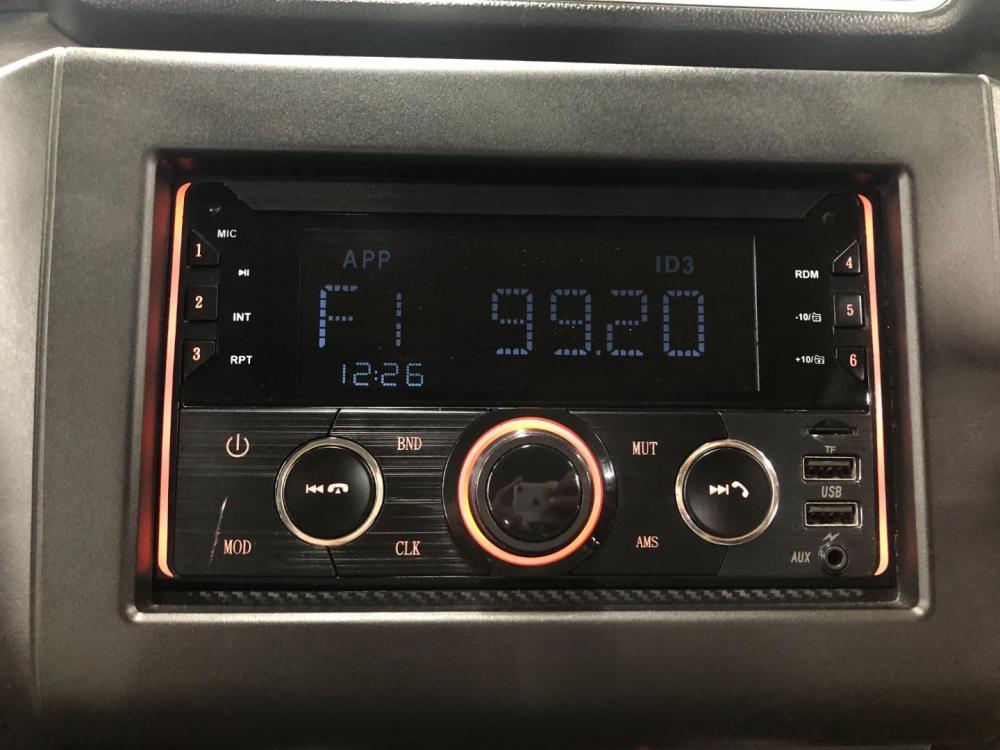 MIC
1
2
INT
3
RPT
APP
ID3
F1
99.20
12:26
4
RDM
5
-10/
6
+10/
BND
MUT
TF
USB
MOD
CLK
AMS
AUX